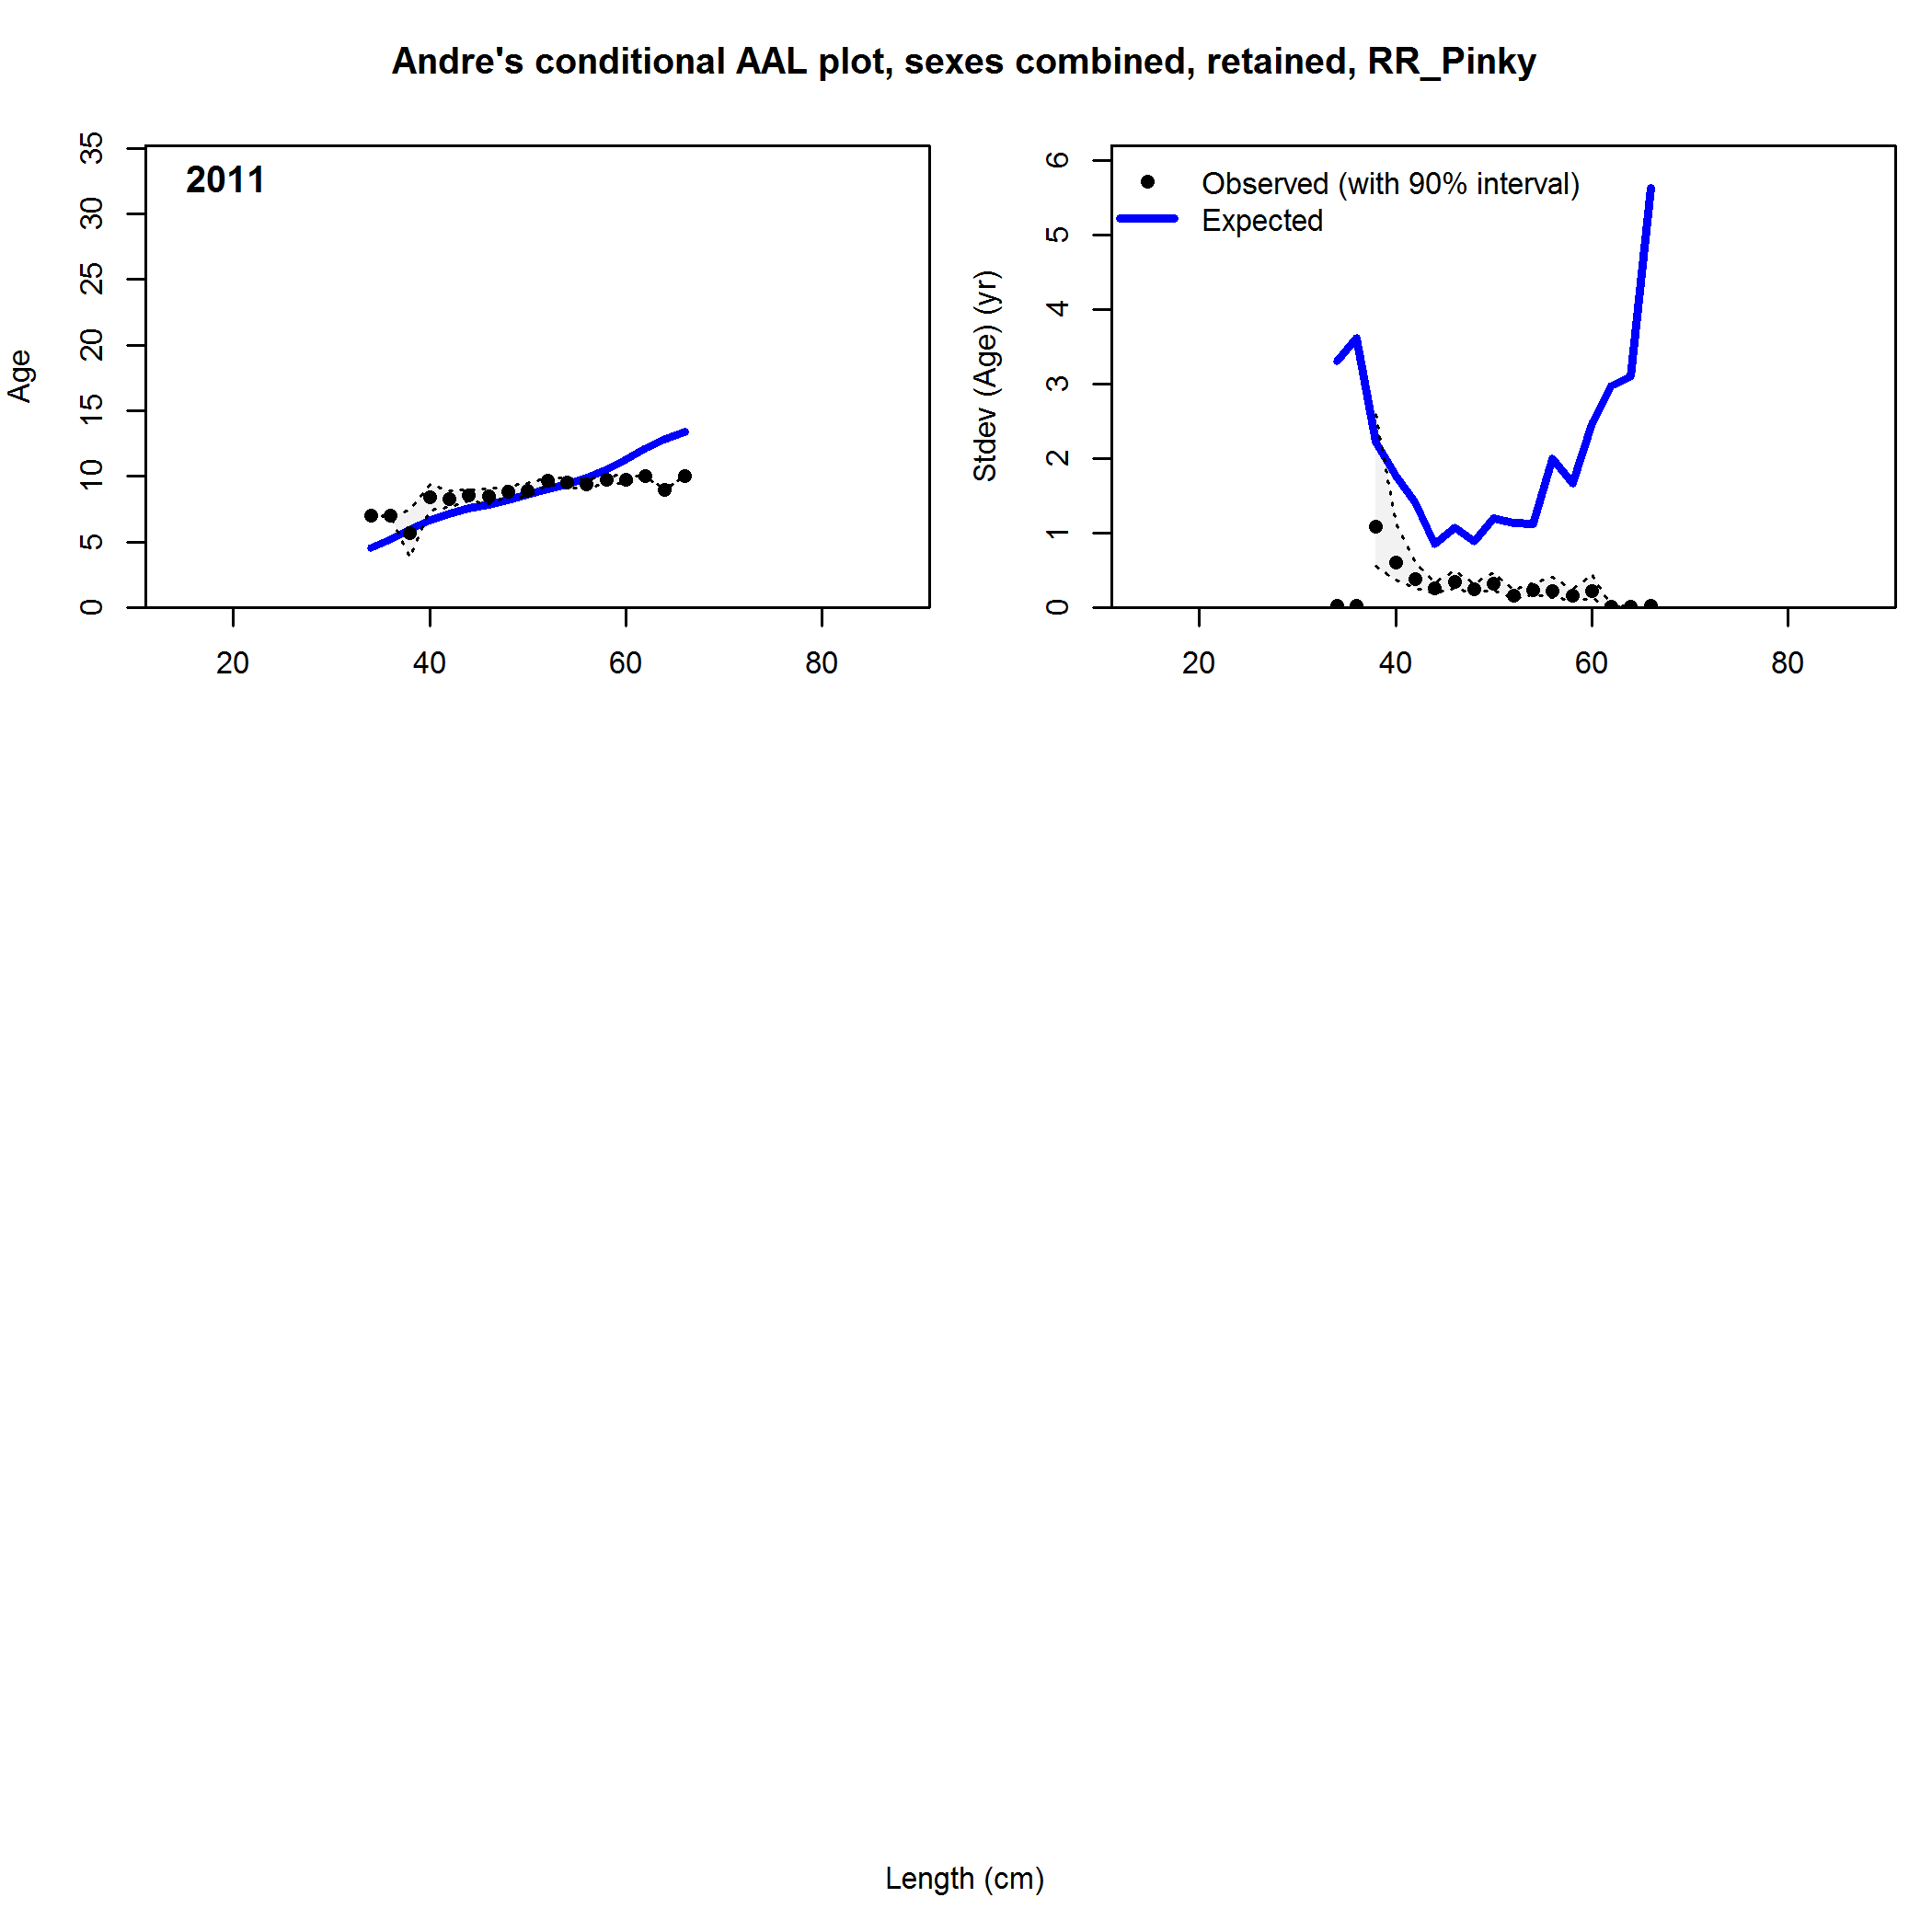 Andre's conditional AAL plot, sexes combined, retained, RR_Pinky
2011
Age
0 5 10 15 20 25 30 35
20 40 60 80
Observed (with 90% interval)
Expected
Stdev (Age) (yr)
0 1 2 3 4 5 6
20 40 60 80
Length (cm)